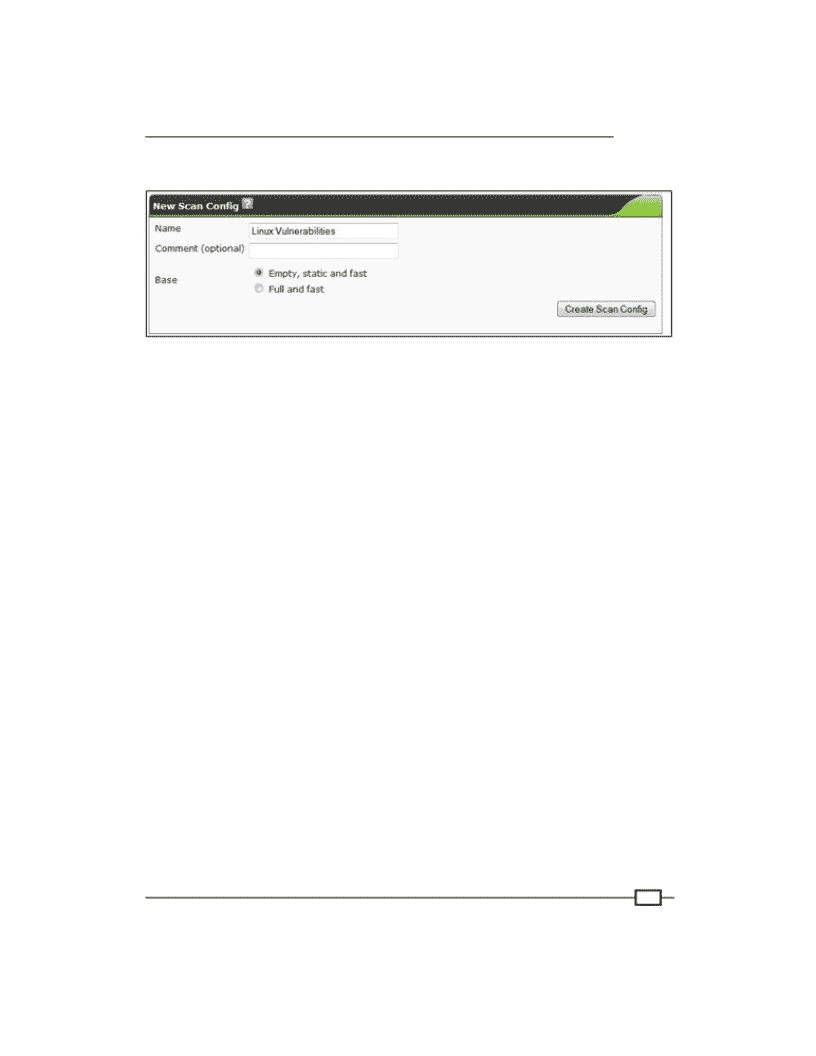 New Scan Config ?
Name Linux Vulnerabilities
Comment (optional)
Base
Empty, static and fast
Full and fast
Create Scan Config